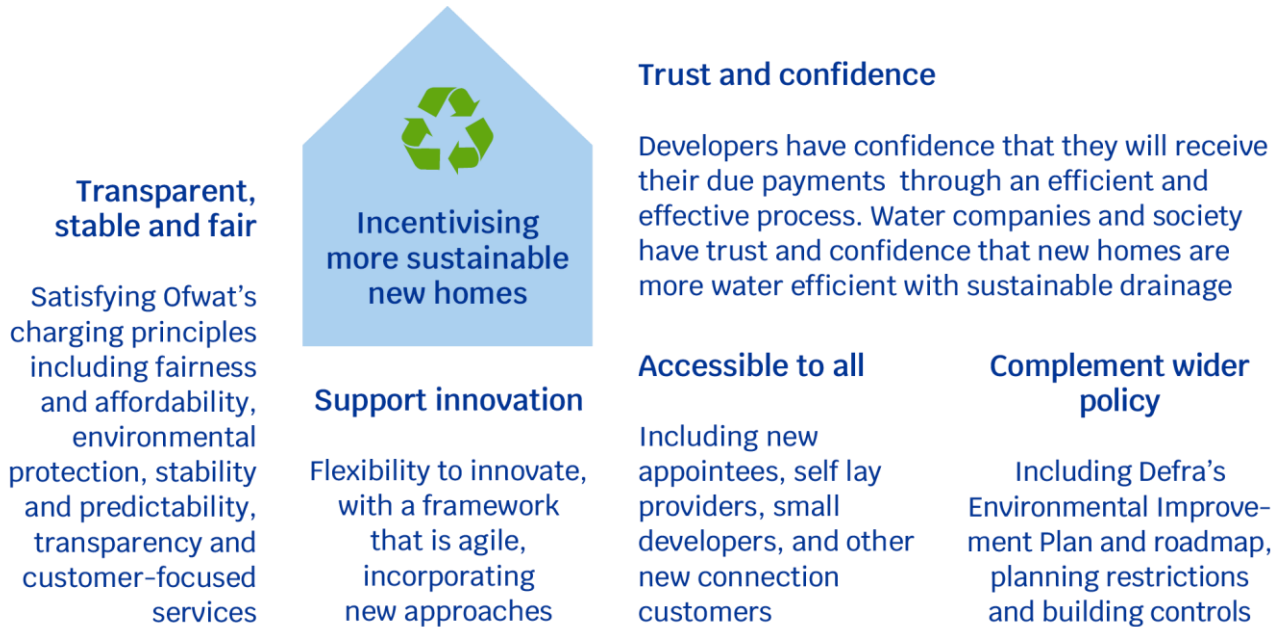 Transparent,
stable and fair
Satisfying Ofwat's
charging principles
including fairness
and affordability,
environmental
protection, stability
and predictability,
transparency and
customer-focused
services
Incentivising
more sustainable
new homes
Support innovation
Flexibility to innovate,
with a framework
that is agile,
incorporating
new approaches
Trust and confidence
Developers have confidence that they will receive
their due payments through an efficient and
effective process. Water companies and society
have trust and confidence that new homes are
more water efficient with sustainable drainage
Accessible to all
Including new
appointees, self lay
providers, small
developers, and other
new connection
customers
Complement wider
policy
Including Defra's
Environmental Improve-
ment Plan and roadmap,
planning restrictions
and building controls